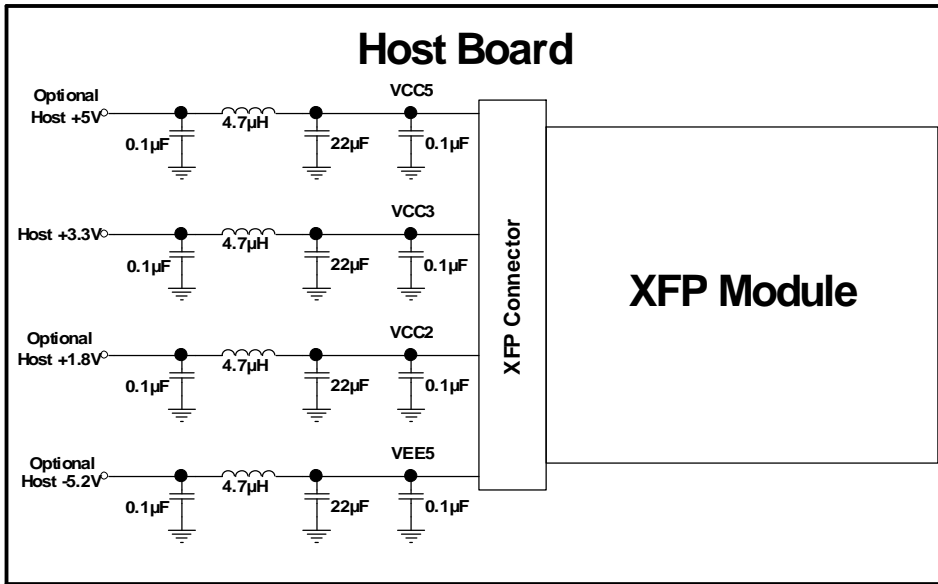 Host Board
Optional
Host +5V
VCC5
4.7µH
0.1µF
22µF
0.1µF
Host +3.3V
VCC3
4.7µH
0.1µF
22µF
0.1µF
Optional
Host +1.8V
VCC2
4.7µH
0.1µF
22µF
0.1µF
Optional
Host -5.2V
VEE5
4.7µH
0.1µF
22µF
0.1µF
XFP Connector
XFP Module